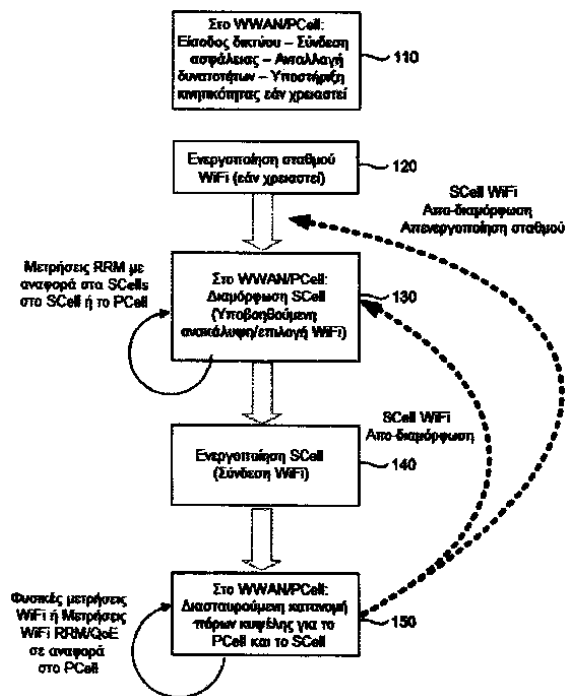 Στο WWAN/PCell:
Είσοδος δικτύου – Σύνδεση
ασφάλειας – Ανταλλαγή
δυνατοτήτων – Υποστήριξη
κινητικότητας εάν χρειαστεί
110
Ενεργοποίηση σταθμού
WiFi (εάν χρειαστεί)
120
SCell WiFi
Απο-διαμόρφωση
Απενεργοποίηση σταθμού
Μετρήσεις RRM με
αναφορά στα SCells
στο SCell ή το PCell
Στο WWAN/PCell:
Διαμόρφωση SCell
(Υποβοηθούμενη
ανακάλυψη/επιλογή WiFi)
130
SCell WiFi
Απο-διαμόρφωση
Ενεργοποίηση SCell
(Σύνδεση WiFi)
140
Φυσικές μετρήσεις
WiFi ή Μετρήσεις
WiFi RRM/QoE
σε αναφορά
στο PCell
Στο WWAN/PCell:
Διασταυρούμενη κατανομή
πόρων κυψέλης για το
PCell και το SCell
150